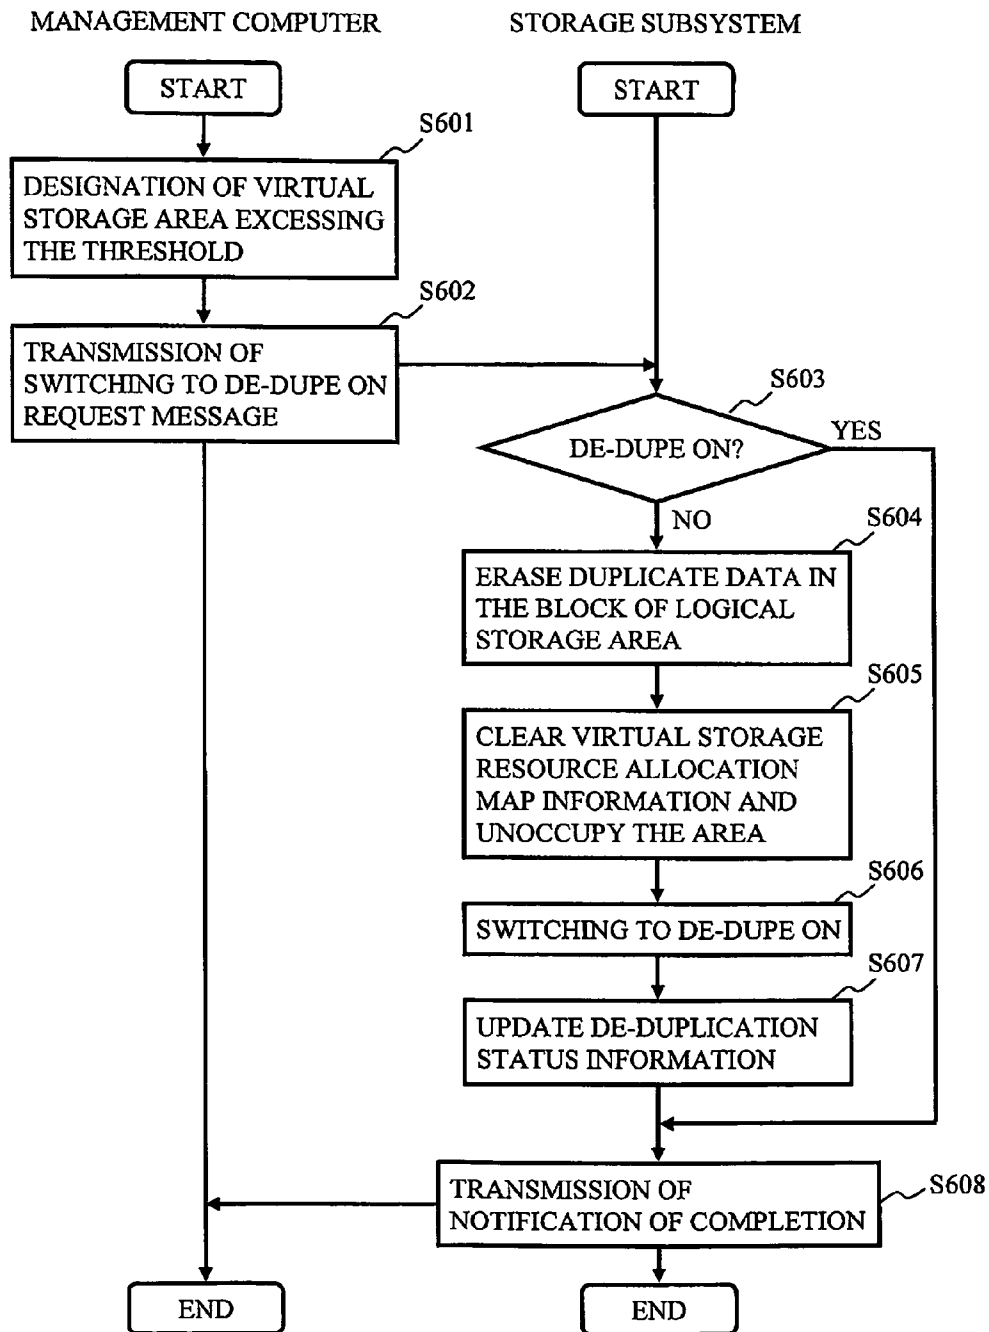 MANAGEMENT COMPUTER
STORAGE SUBSYSTEM
START
START
S601
DESIGNATION OF VIRTUAL
STORAGE AREA EXCESSING
THE THRESHOLD
S602
TRANSMISSION OF
SWITCHING TO DE-DUPE ON
REQUEST MESSAGE
S603
DE-DUPE ON?
YES
NO
S604
ERASE DUPLICATE DATA IN
THE BLOCK OF LOGICAL
STORAGE AREA
S605
CLEAR VIRTUAL STORAGE
RESOURCE ALLOCATION
MAP INFORMATION AND
UNOCCUPY THE AREA
S606
SWITCHING TO DE-DUPE ON
S607
UPDATE DE-DUPLICATION
STATUS INFORMATION
S608
TRANSMISSION OF
NOTIFICATION OF COMPLETION
END
END